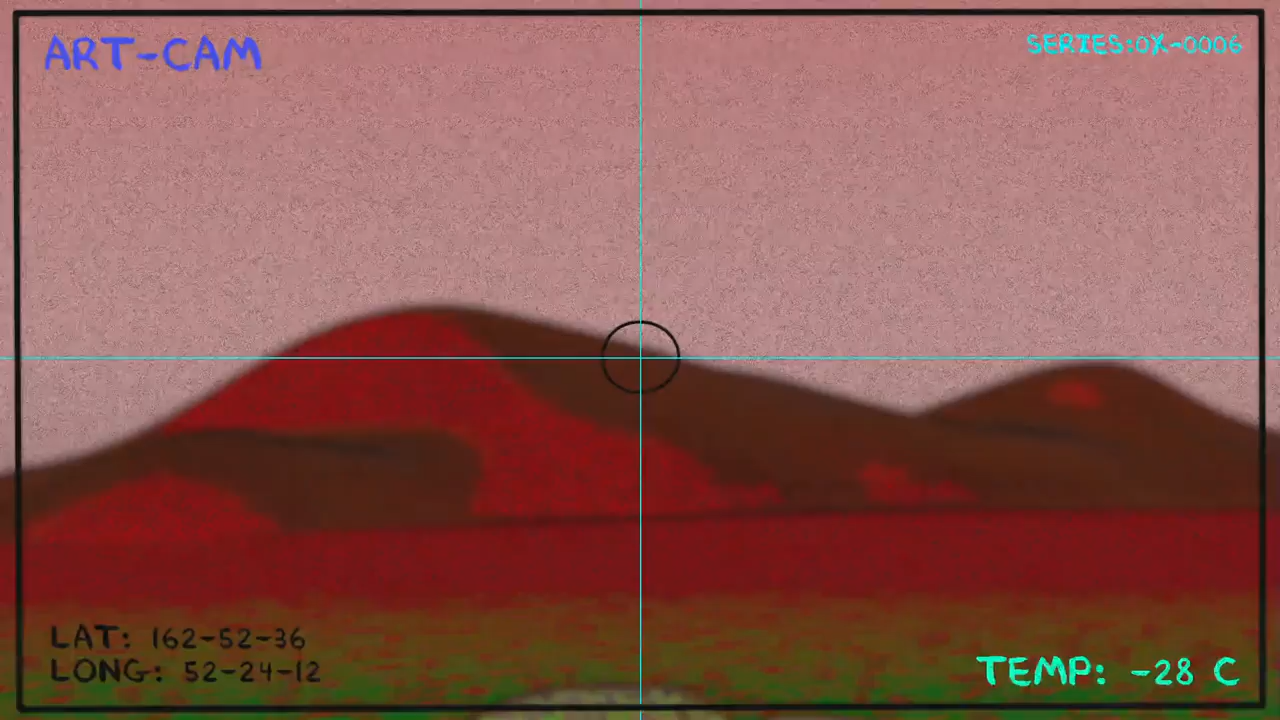 ART-CAM
SERIES:0X-0006
LAT: 162-52-36
LONG: 52-24-12
TEMP: -28 C